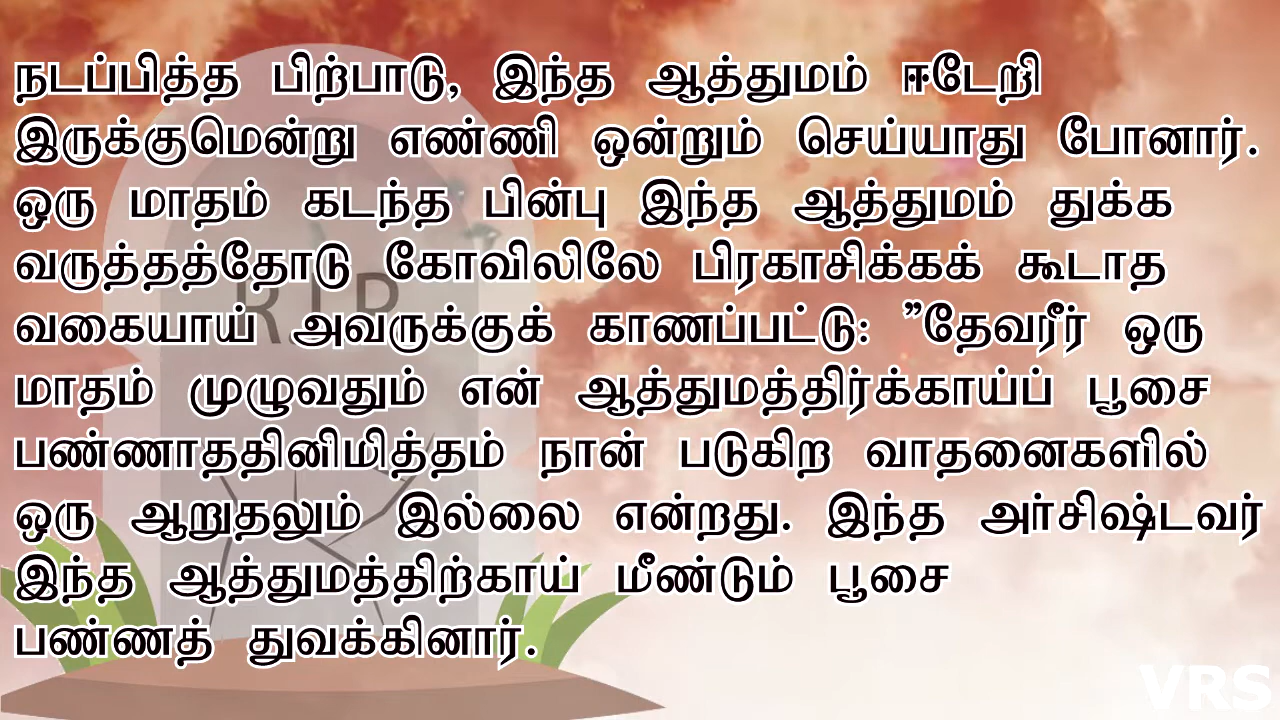 நடப்பித்த பிற்பாடு, இந்த ஆத்துமம் ஈடேறி
இருக்குமென்று எண்ணி ஒன்றும் செய்யாது போனார்.
ஒரு மாதம் கடந்த பின்பு இந்த ஆத்துமம் துக்க
வருத்தத்தோடு கோவிலிலே பிரகாசிக்கக் கூடாத
வகையாய் அவருக்குக் காணப்பட்டு: ”தேவரீர் ஒரு
மாதம் முழுவதும் என் ஆத்துமத்திர்க்காய்ப் பூசை
பண்ணாததினிமித்தம் நான் படுகிற வாதனைகளில்
ஒரு ஆறுதலும் இல்லை என்றது. இந்த அர்சிஷ்டவர்
இந்த ஆத்துமத்திற்காய் மீண்டும் பூசை
பண்ணத் துவக்கினார்.
R.I.P
VRS